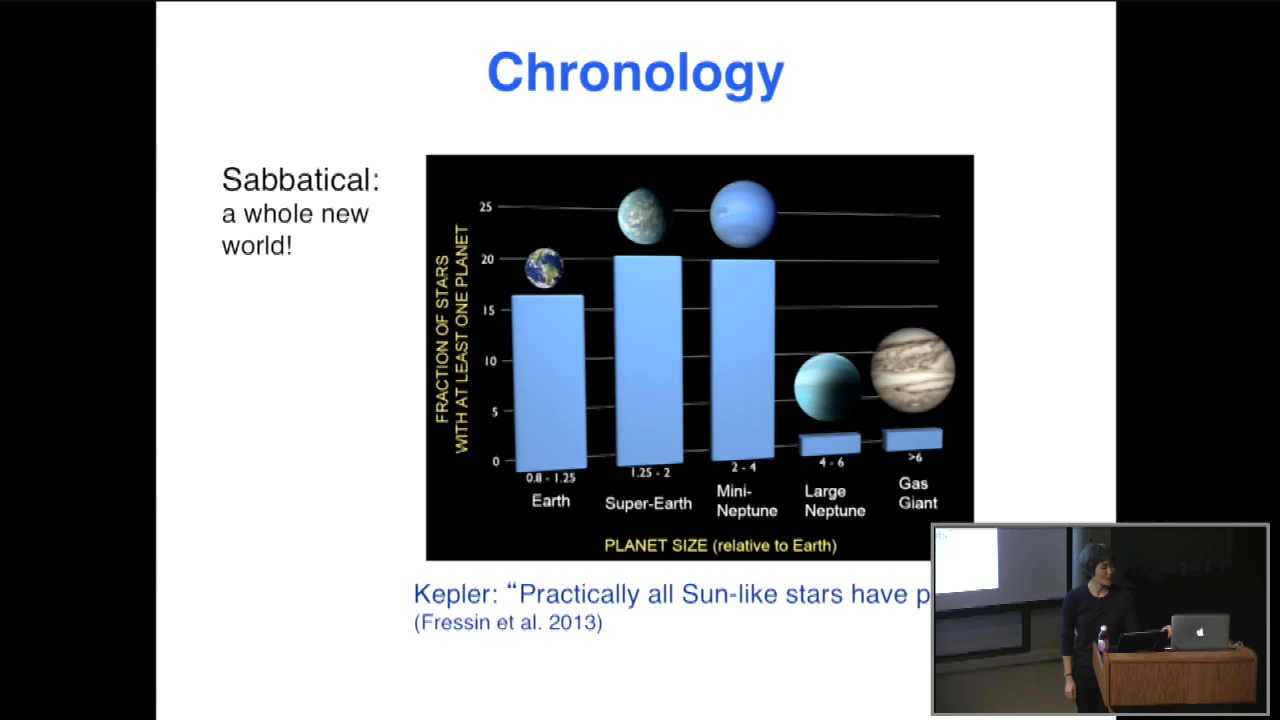 Chronology
Sabbatical:
a whole new
world!
FRACTION OF STARS
WITH AT LEAST ONE PLANET
25
20
15
10
5
0
0.8 - 1.25
Earth
1.25 - 2
Super-Earth
2 - 4
Mini-
Neptune
4 - 6
Large
Neptune
>6
Gas
Giant
PLANET SIZE (relative to Earth)
Kepler: “Practically all Sun-like stars have p
(Fressin et al. 2013)